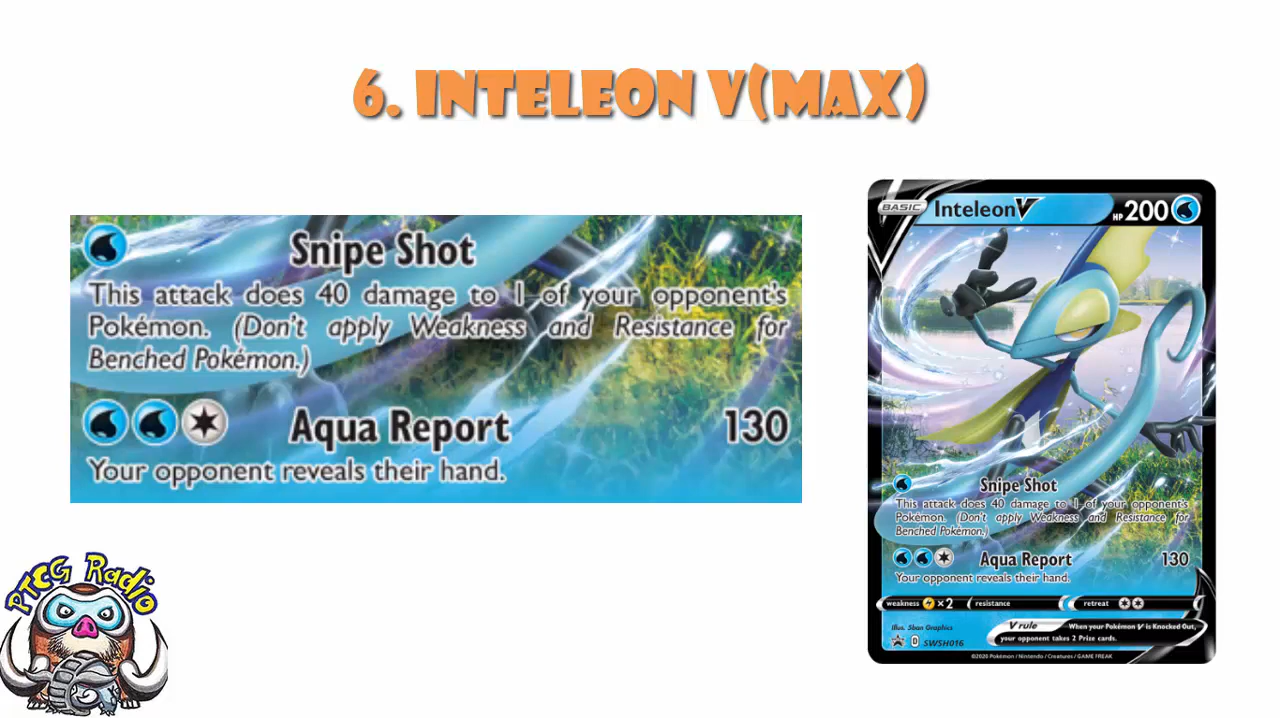 6. INTELEON V(MAX)
Snipe Shot
This attack does 40 damage to 1 of your opponent's
Pokémon. (Don't apply Weakness and Resistance for
Benched Pokémon.)
Aqua Report 130
Your opponent reveals their hand.
BASIC Inteleon V HP 200
Snipe Shot
This attack does 40 damage to 1 of your opponent's
Pokémon. (Don't apply Weakness and Resistance for
Benched Pokémon.)
Aqua Report 130
Your opponent reveals their hand.
weakness ×2 resistance retreat
Illus. 5ban Graphics
V rule When your Pokémon V is Knocked Out,
your opponent takes 2 Prize cards.
D SWSH016
©2020 Pokémon / Nintendo / Creatures / GAME FREAK
PTCG Radio